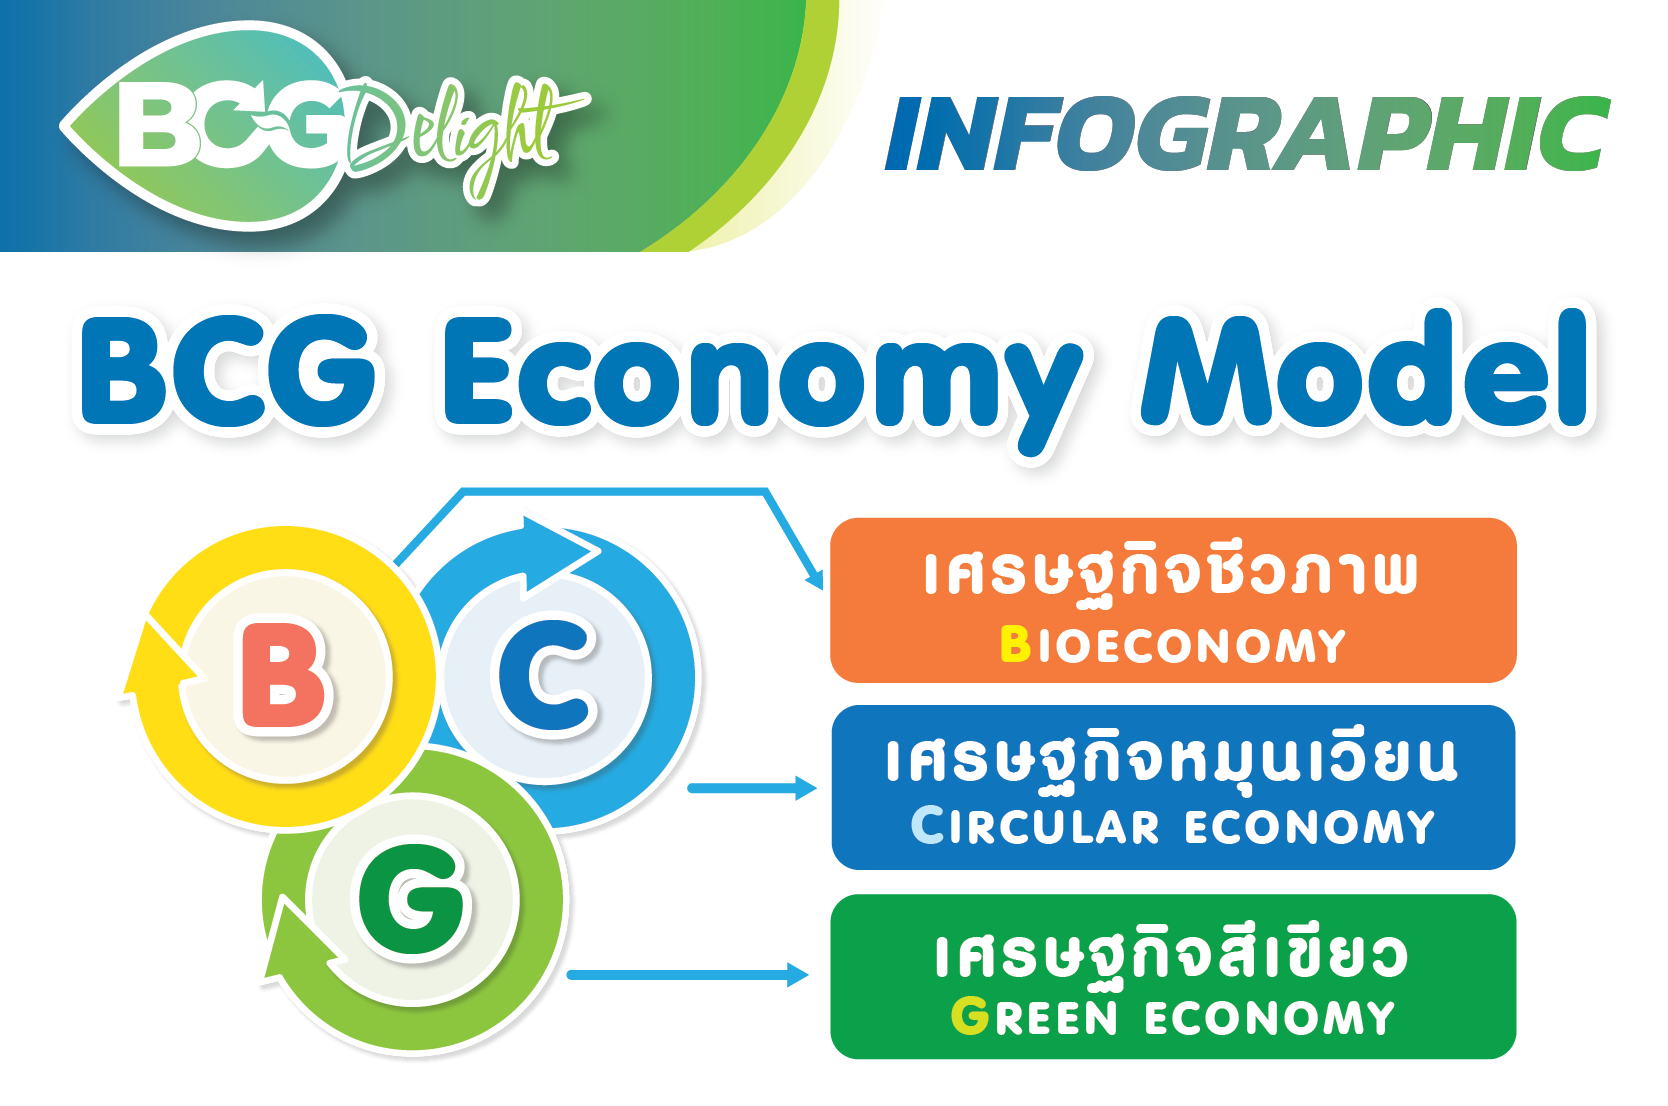 BCG Delight
INFOGRAPHIC
BCG Economy Model
B
C
G
เศรษฐกิจชีวภาพ
BIOECONOMY
เศรษฐกิจหมุนเวียน
CIRCULAR ECONOMY
เศรษฐกิจสีเขียว
GREEN ECONOMY